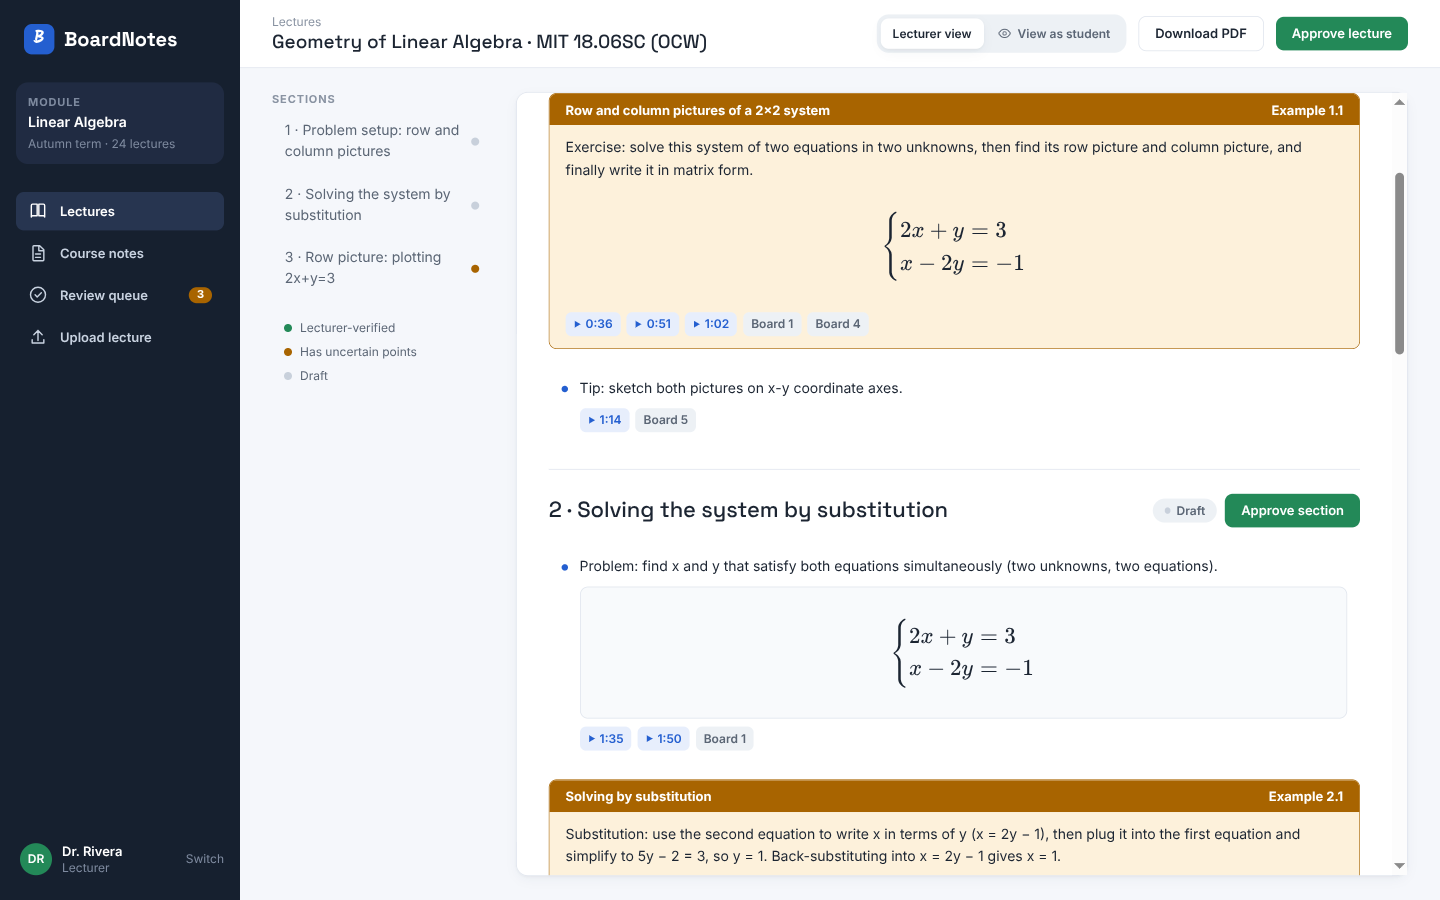 BoardNotes
MODULE
Linear Algebra
Autumn term · 24 lectures
Lectures
Course notes
Review queue 3
Upload lecture
DR
Dr. Rivera
Lecturer
Switch
Lectures
Geometry of Linear Algebra · MIT 18.06SC (OCW)
Lecturer view
View as student
Download PDF
Approve lecture
SECTIONS
1 · Problem setup: row and
column pictures
2 · Solving the system by
substitution
3 · Row picture: plotting
2x+y=3
Lecturer-verified
Has uncertain points
Draft
Row and column pictures of a 2×2 system Example 1.1
Exercise: solve this system of two equations in two unknowns, then find its row picture and column picture, and
finally write it in matrix form.
2x + y = 3
x − 2y = −1
0:36 0:51 1:02 Board 1 Board 4
Tip: sketch both pictures on x-y coordinate axes.
1:14 Board 5
2 · Solving the system by substitution
Draft
Approve section
Problem: find x and y that satisfy both equations simultaneously (two unknowns, two equations).
2x + y = 3
x − 2y = −1
1:35 1:50 Board 1
Solving by substitution Example 2.1
Substitution: use the second equation to write x in terms of y (x = 2y − 1), then plug it into the first equation and
simplify to 5y − 2 = 3, so y = 1. Back-substituting into x = 2y − 1 gives x = 1.